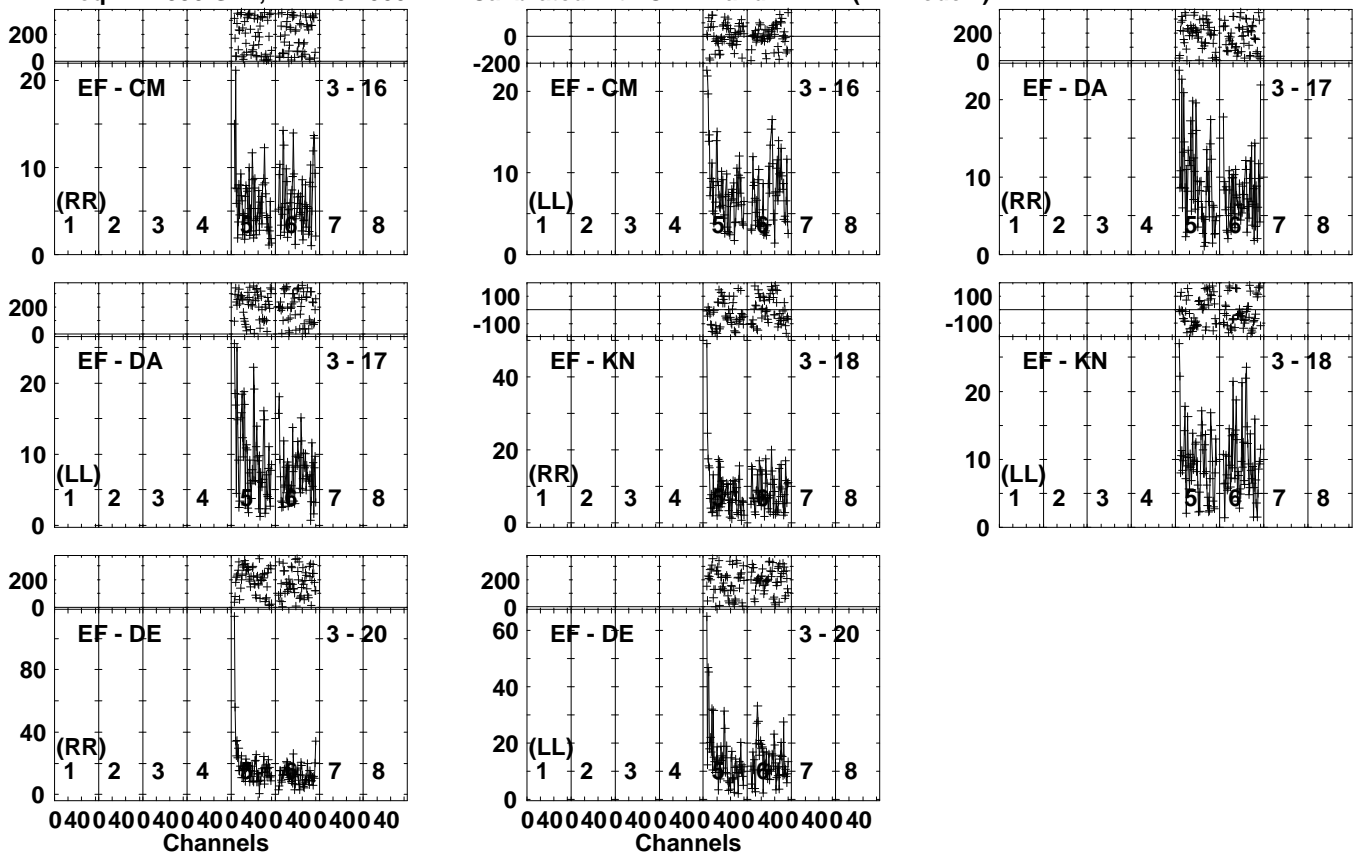 200 0 200
0 -200 0
20 EF - CM 3 - 16 20 EF - CM 3 - 16 20 EF - DA 3 - 17
10 10 10
(RR) (LL) (RR)
1 2 3 4 5 6 7 8 1 2 3 4 5 6 7 8 1 2 3 4 5 6 7 8
0 0 0
200 100 100
0 -100 -100
EF - DA 3 - 17 EF - KN 3 - 18 EF - KN 3 - 18
20 40 20
10 20 10
(LL) (RR) (LL)
1 2 3 4 5 6 7 8 1 2 3 4 5 6 7 8 1 2 3 4 5 6 7 8
0 0 0
200 200
0 0
EF - DE 3 - 20 EF - DE 3 - 20
80 60
40 40
20
(RR) (LL)
1 2 3 4 5 6 7 8 1 2 3 4 5 6 7 8
0 0
0 40 0 40 0 40 0 40 0 40 0 40 0 40 0 40 0 40 0 40 0 40 0 40 0 40 0 40 0 40 0 40
Channels Channels